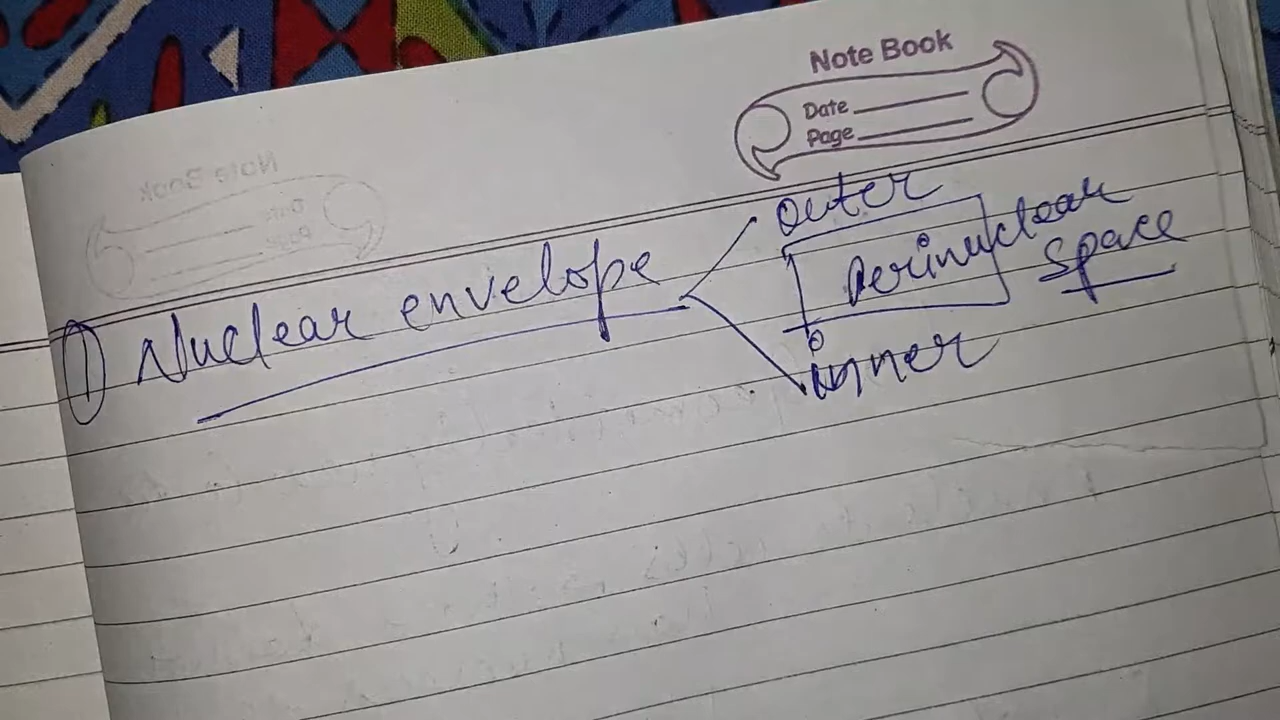 Note Book
Date
Page
① Nuclear envelope
outer
perinuclear
space
inner